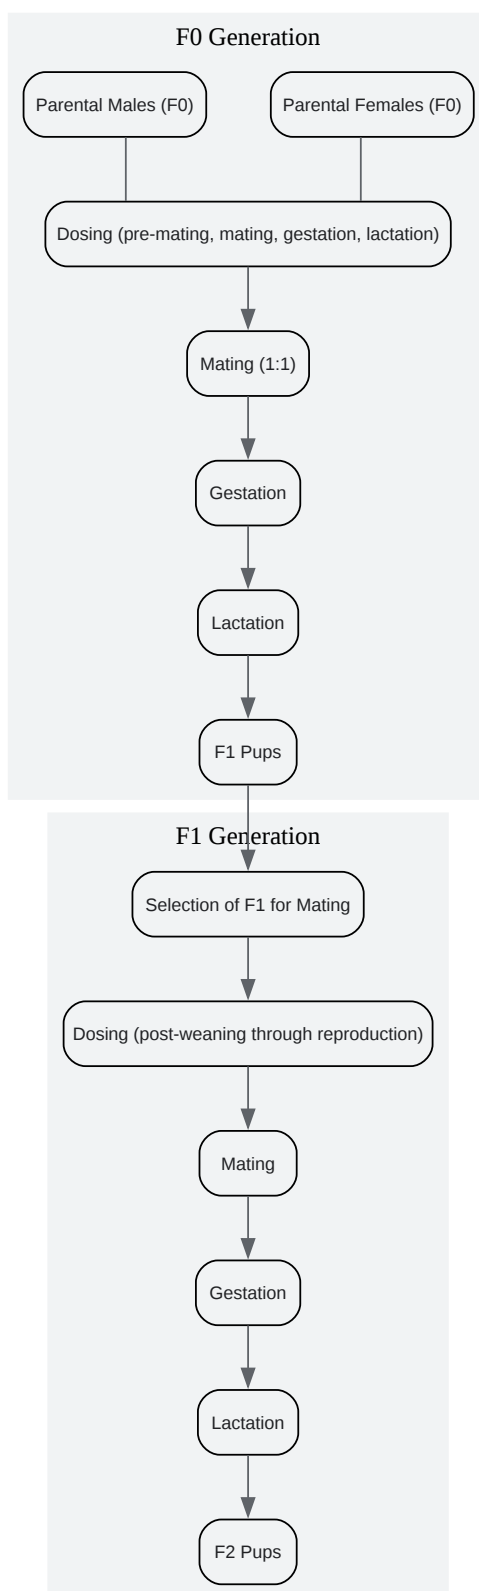 F0 Generation
Parental Males (F0)
Parental Females (F0)
Dosing (pre-mating, mating, gestation, lactation)
Mating (1:1)
Gestation
Lactation
F1 Pups
F1 Generation
Selection of F1 for Mating
Dosing (post-weaning through reproduction)
Mating
Gestation
Lactation
F2 Pups